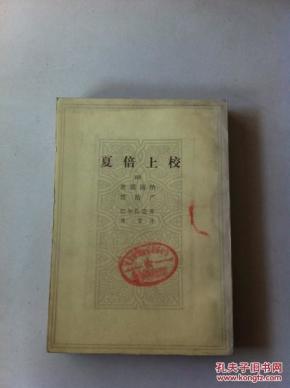 夏倍上校
附
奥诺丽纳
禁治产
巴尔扎克著
傅雷译
孔夫子旧书网